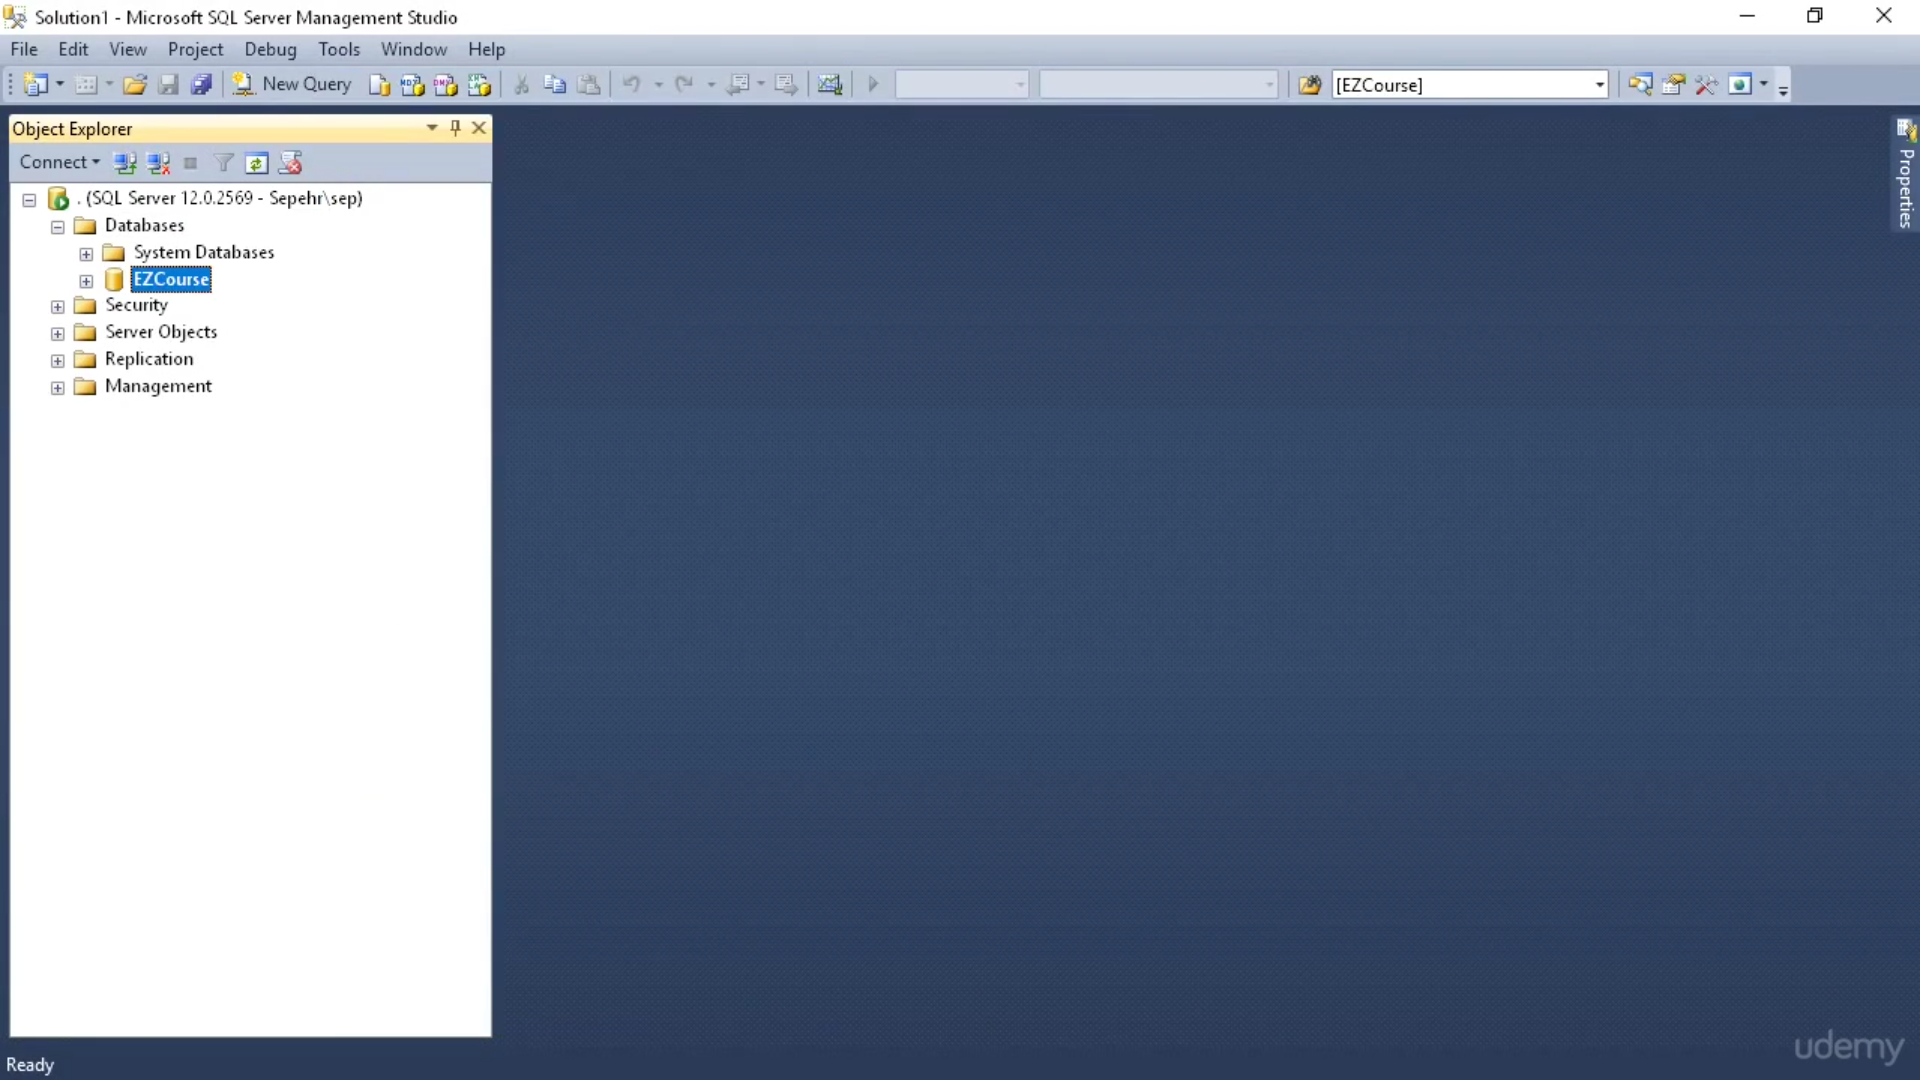 Solution1 - Microsoft SQL Server Management Studio
File Edit View Project Debug Tools Window Help
New Query [EZCourse]
Object Explorer
Connect
. (SQL Server 12.0.2569 - Sepehr\sep)
Databases
System Databases
EZCourse
Security
Server Objects
Replication
Management
Properties
Ready
udemy